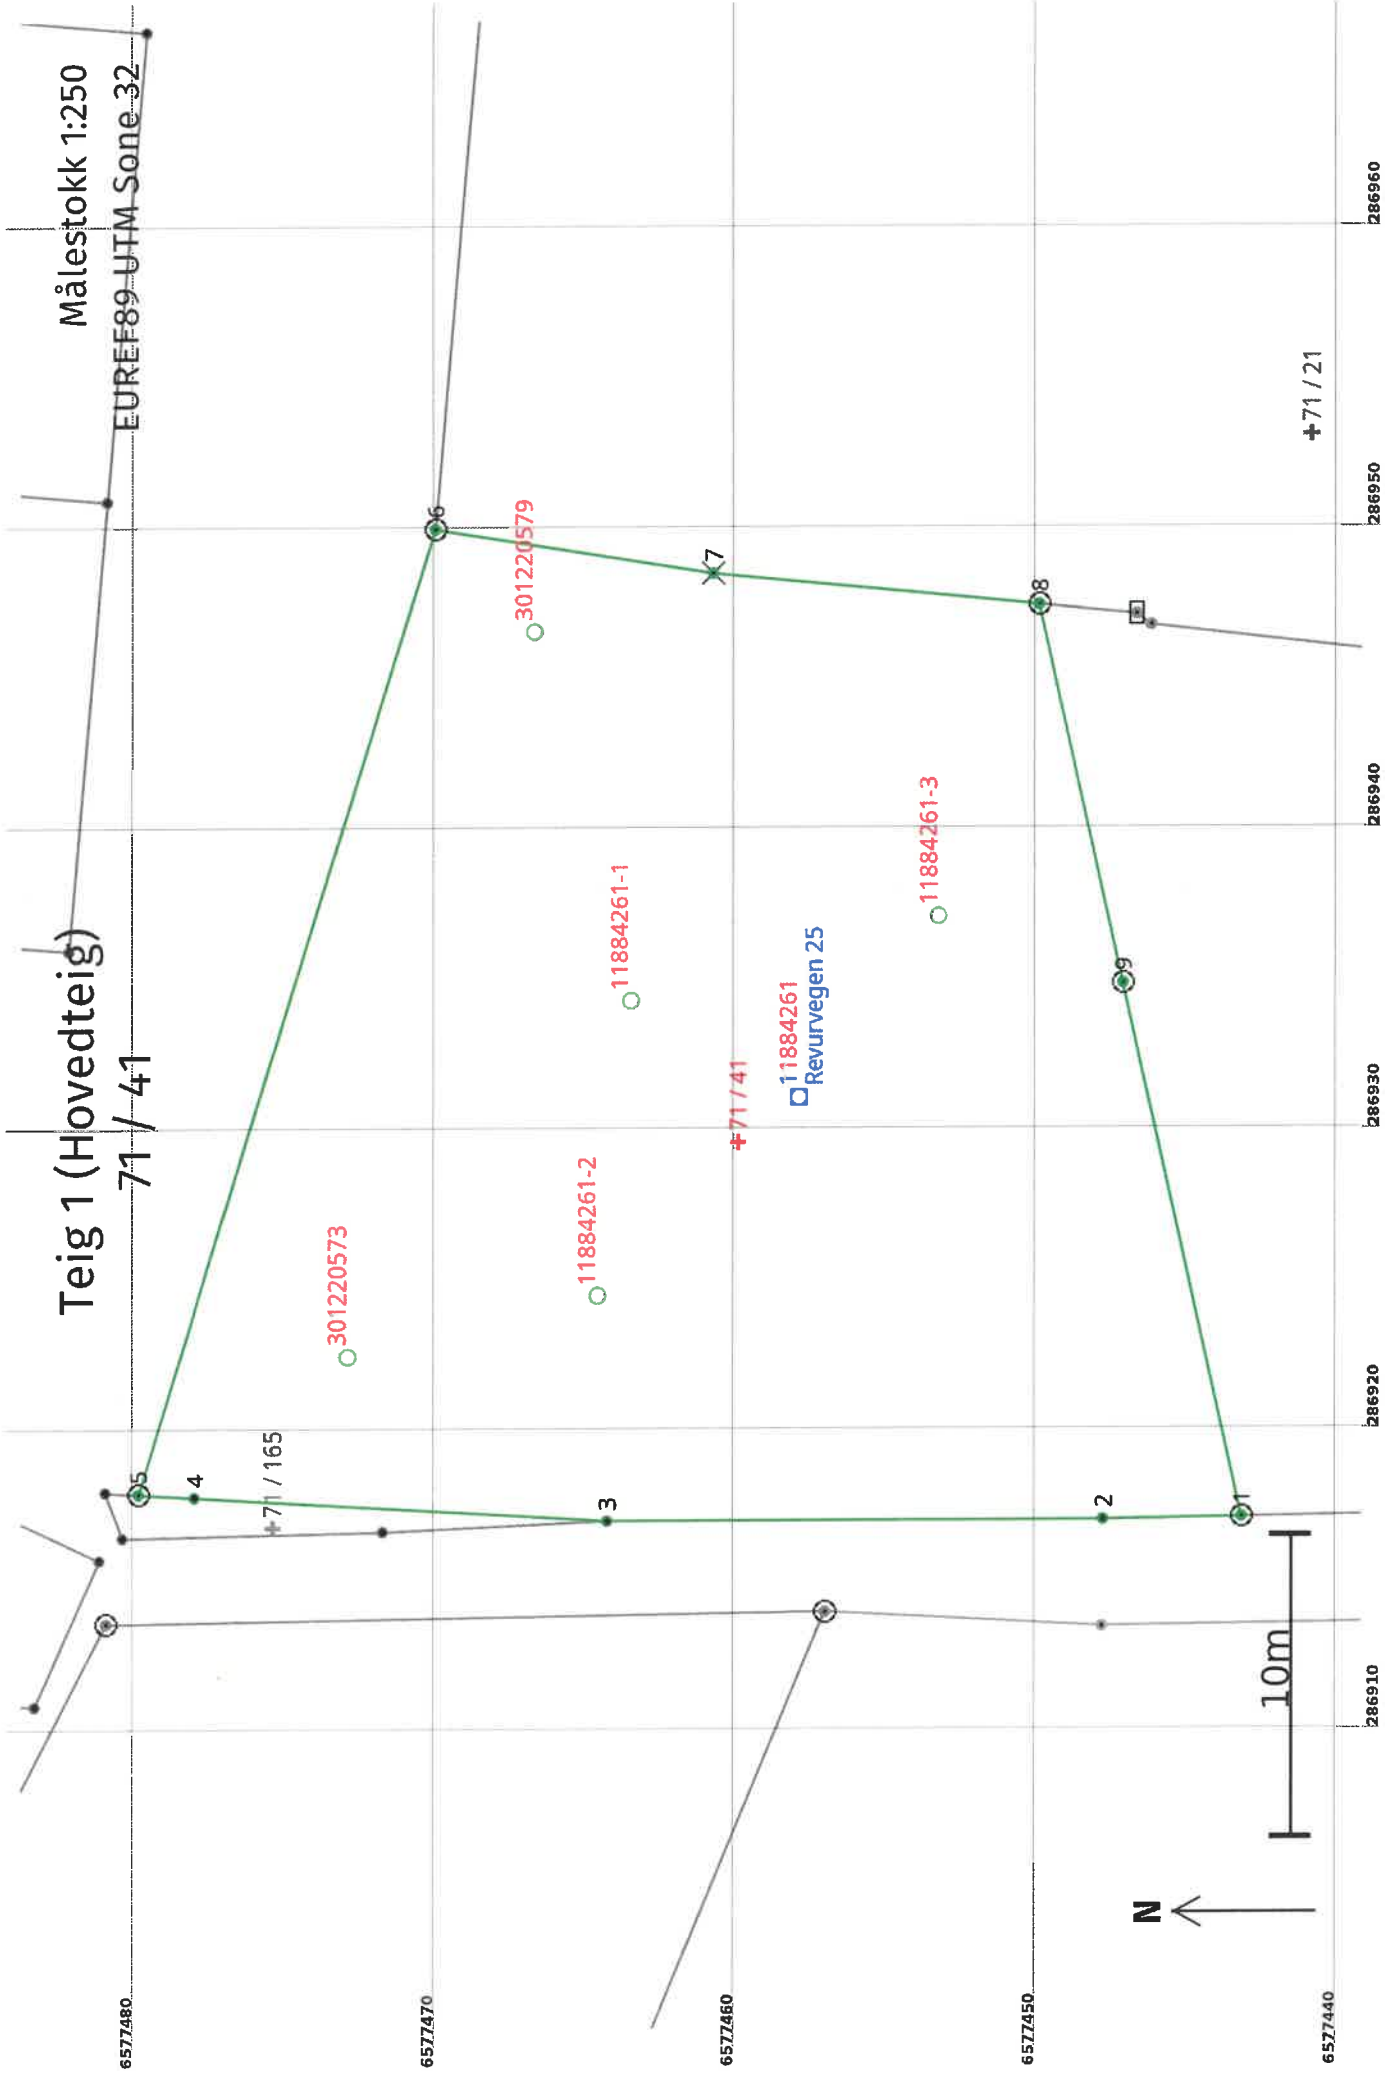 Teig 1 (Hovedteig)
71 / 41
Målestokk 1:250
EUREF89 UTM Sone 32
6577480
6577470
6577460
6577450
6577440
286910
286920
286930
286940
286950
286960
5
4
71 / 165
3
2
1
6
7
8
9
301220573
11884261-2
11884261-1
301220579
71 / 41
11884261
Revurvegen 25
11884261-3
71 / 21
N
10m